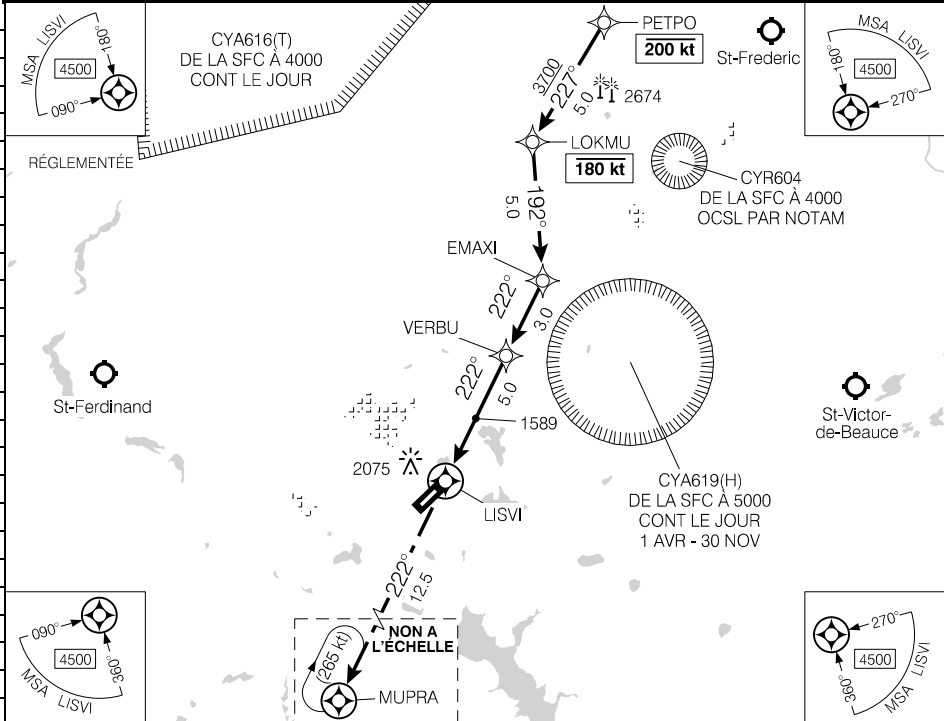 MSA LISVI
180°
4500
090°
CYA616(T)
DE LA SFC À 4000
CONT LE JOUR
RÉGLEMENTÉE
PETPO
200 kt
St-Frederic
MSA LISVI
180°
4500
270°
3700
227°
5.0
2674
LOKMU
180 kt
CYR604
DE LA SFC À 4000
OCSL PAR NOTAM
192°
5.0
EMAXI
222°
3.0
VERBU
222°
5.0
1589
St-Ferdinand
St-Victor-
de-Beauce
2075
LISVI
CYA619(H)
DE LA SFC À 5000
CONT LE JOUR
1 AVR - 30 NOV
222°
12.5
NON A
L'ÉCHELLE
(265 kt)
MUPRA
090°
4500
360°
MSA LISVI
270°
4500
360°
MSA LISVI